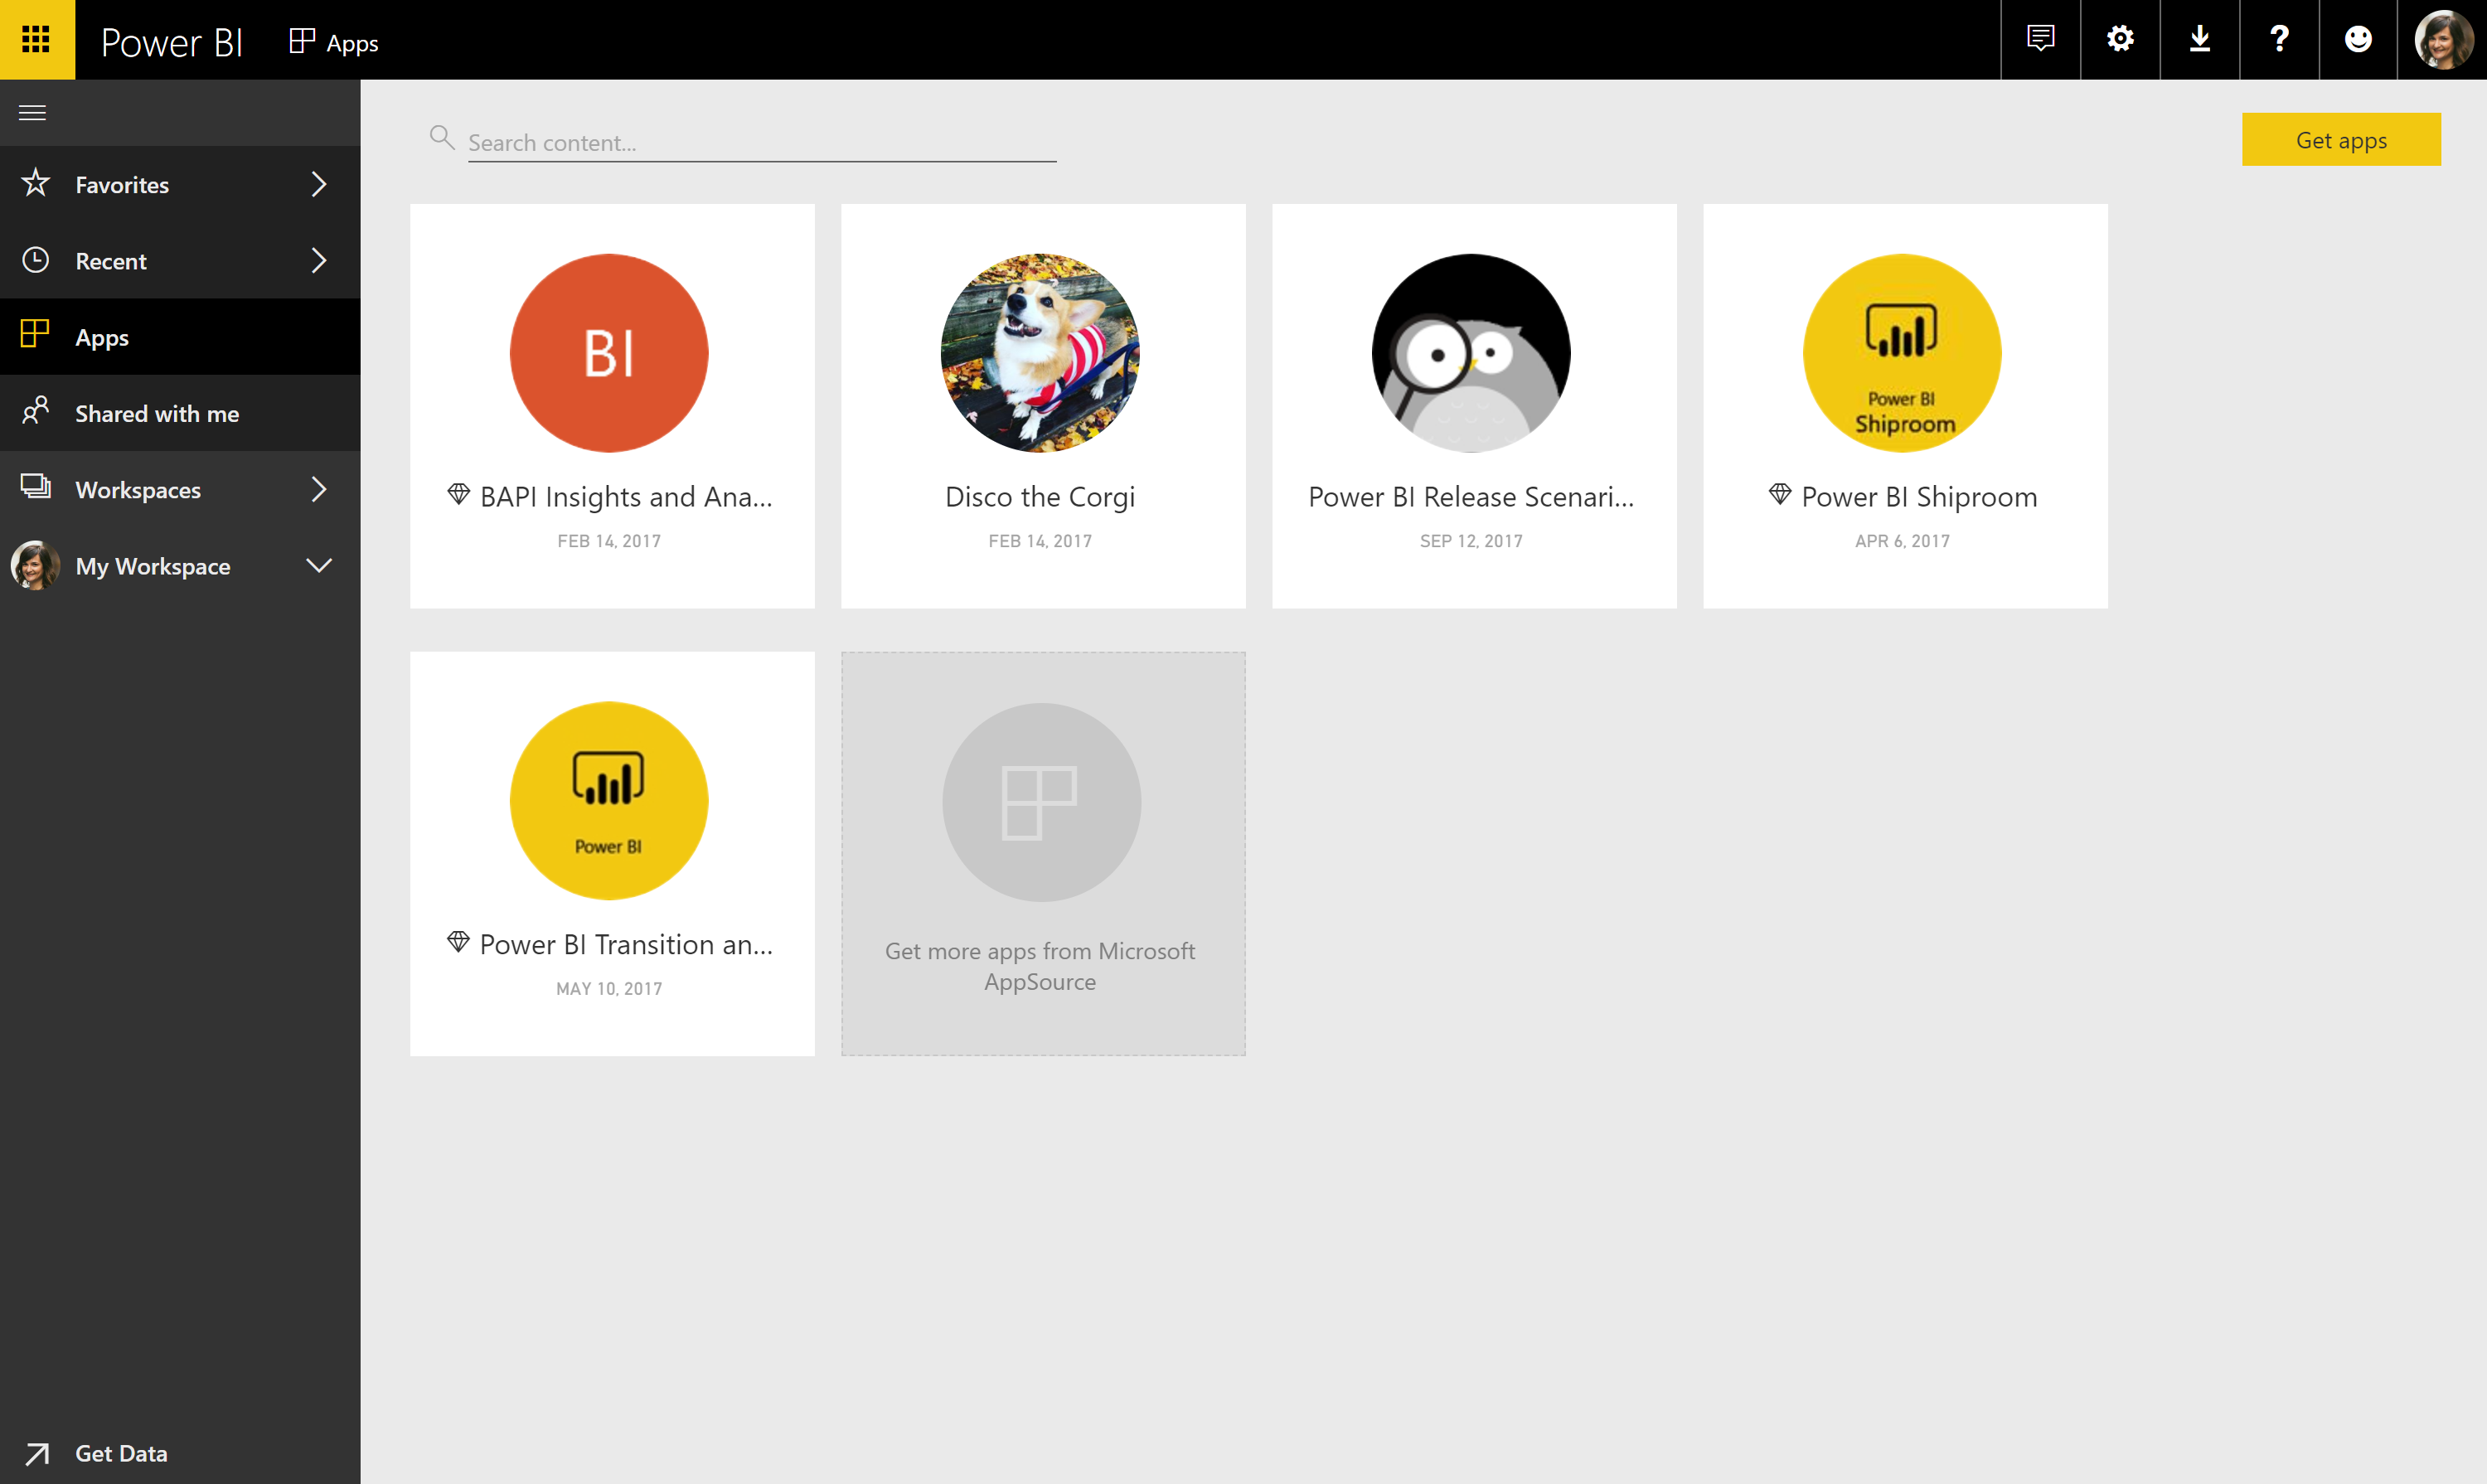 Power BI
Apps
Search content...
Get apps
Favorites
Recent
Apps
Shared with me
Workspaces
My Workspace
Get Data
BI
BAPI Insights and Ana...
FEB 14, 2017
Disco the Corgi
FEB 14, 2017
Power BI Release Scenari...
SEP 12, 2017
Power BI
Shiproom
Power BI Shiproom
APR 6, 2017
Power BI
Power BI Transition an...
MAY 10, 2017
Get more apps from Microsoft
AppSource